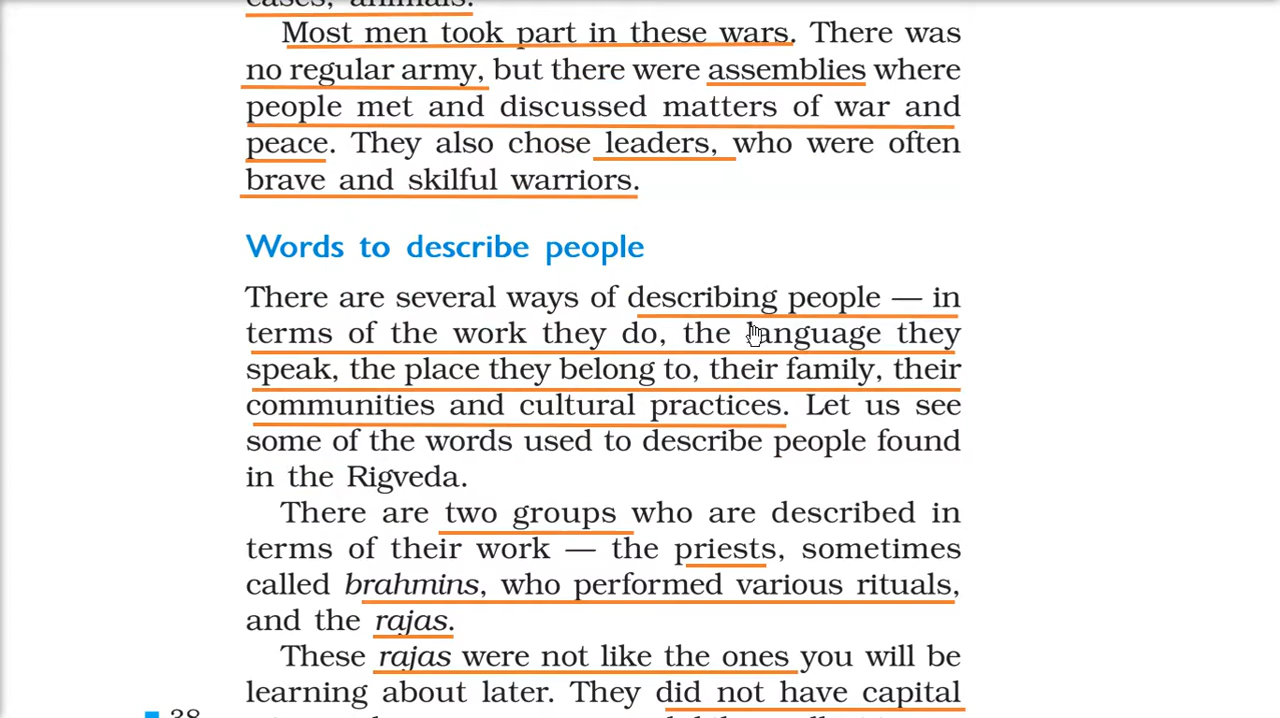 cases, animals.
Most men took part in these wars. There was
no regular army, but there were assemblies where
people met and discussed matters of war and
peace. They also chose leaders, who were often
brave and skilful warriors.
Words to describe people
There are several ways of describing people — in
terms of the work they do, the language they
speak, the place they belong to, their family, their
communities and cultural practices. Let us see
some of the words used to describe people found
in the Rigveda.
There are two groups who are described in
terms of their work — the priests, sometimes
called brahmins, who performed various rituals,
and the rajas.
These rajas were not like the ones you will be
learning about later. They did not have capital
38